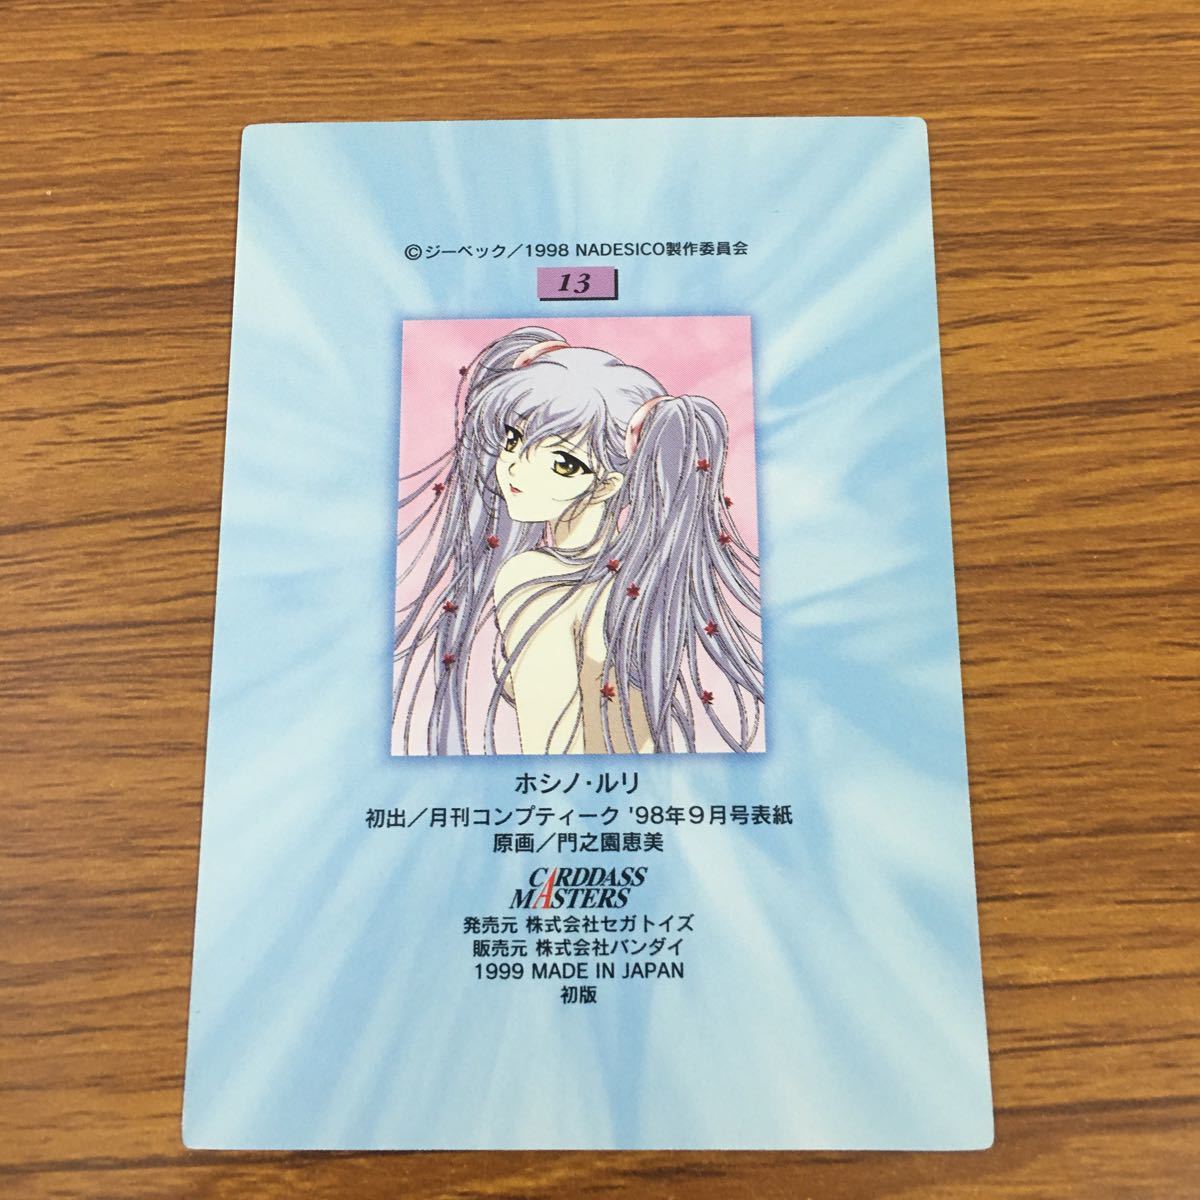 ©ジーベック／1998 NADESICO製作委員会
13
ホシノ・ルリ
初出／月刊コンプティーク '98年9月号表紙
原画／門之園恵美
CARDDASS
MASTERS
発売元 株式会社セガトイズ
販売元 株式会社バンダイ
1999 MADE IN JAPAN
初版